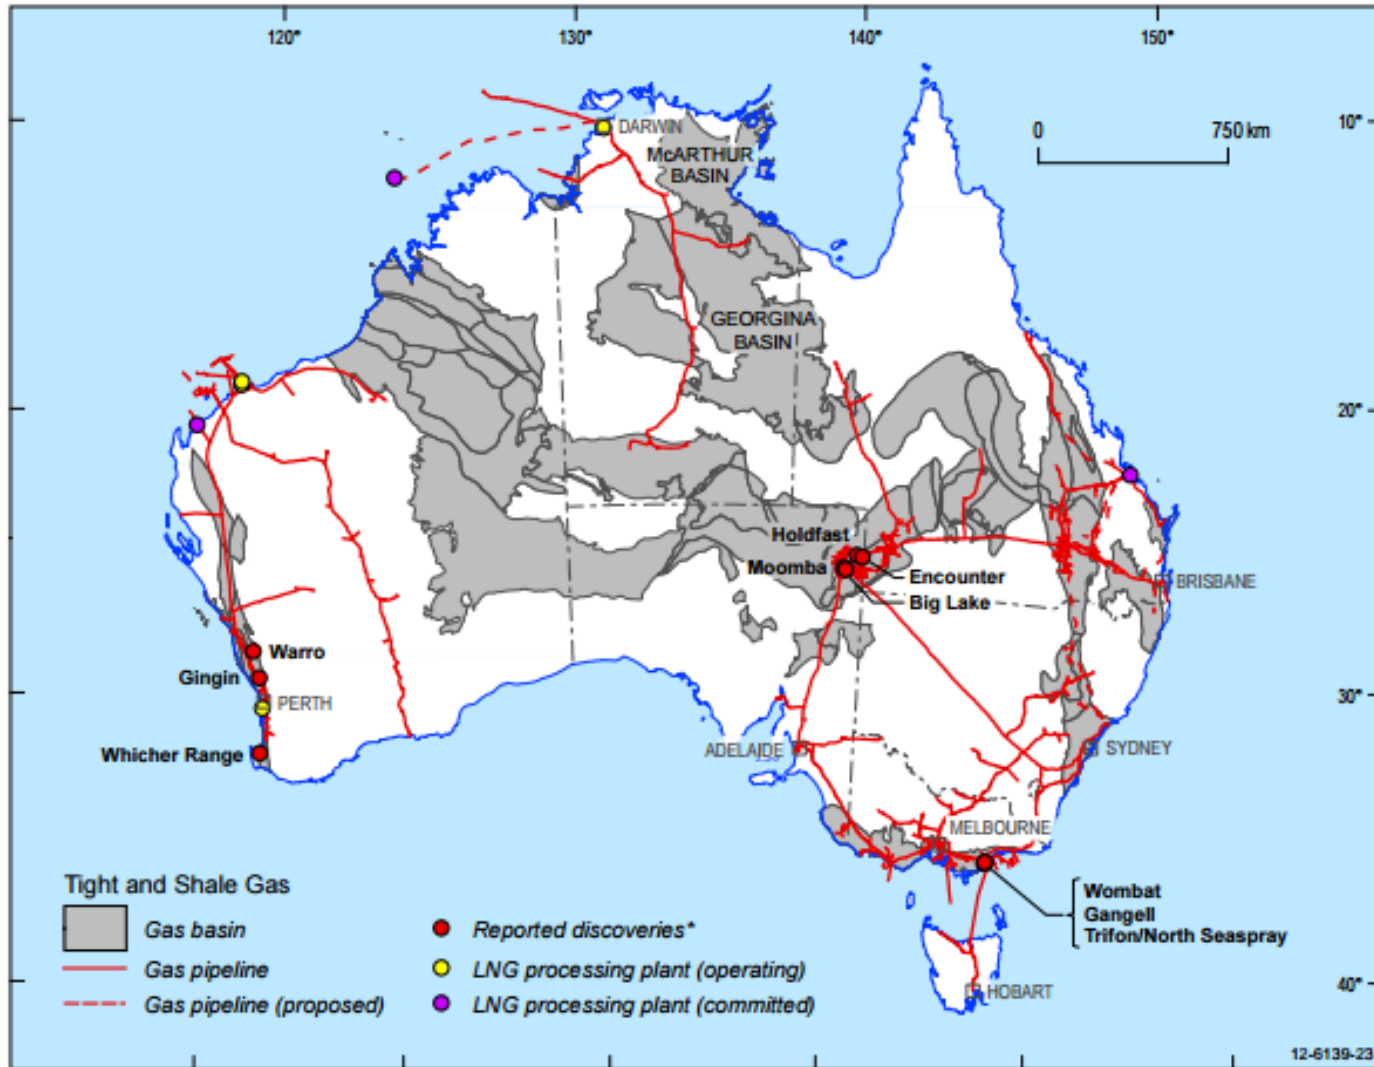 120°
130°
140°
150°
10°
20°
30°
40°
0
750 km
DARWIN
McARTHUR
BASIN
GEORGINA
BASIN
Holdfast
Moomba
Encounter
Big Lake
BRISBANE
Warro
Gingin
PERTH
Whicher Range
ADELAIDE
SYDNEY
MELBOURNE
Wombat
Gangell
Trifon/North Seaspray
HOBART
Tight and Shale Gas
Gas basin
Gas pipeline
Gas pipeline (proposed)
Reported discoveries*
LNG processing plant (operating)
LNG processing plant (committed)
12-6139-23